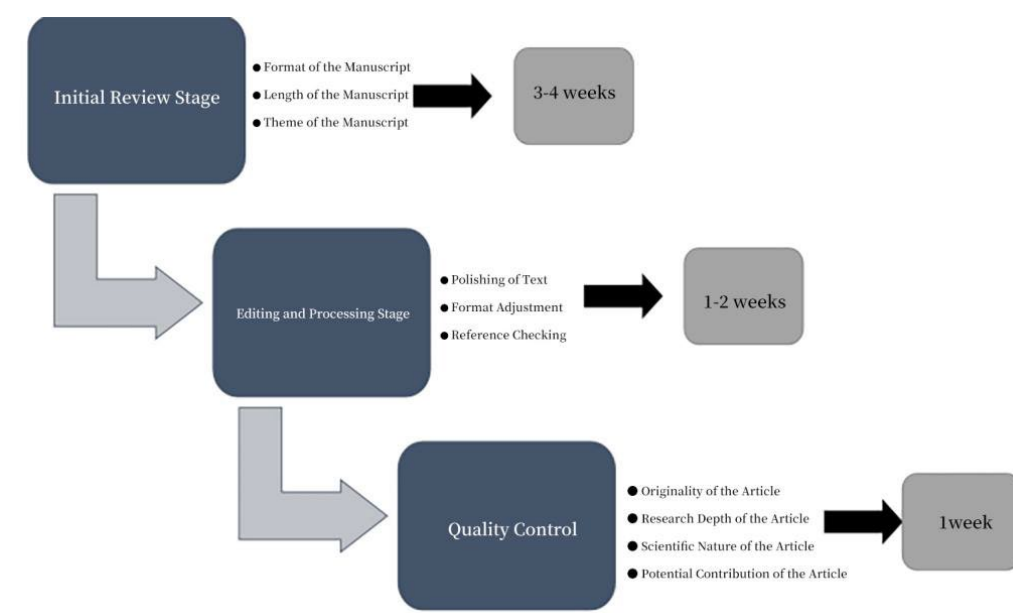 Initial Review Stage
Format of the Manuscript
Length of the Manuscript
Theme of the Manuscript
3-4 weeks
Editing and Processing Stage
Polishing of Text
Format Adjustment
Reference Checking
1-2 weeks
Quality Control
Originality of the Article
Research Depth of the Article
Scientific Nature of the Article
Potential Contribution of the Article
1week